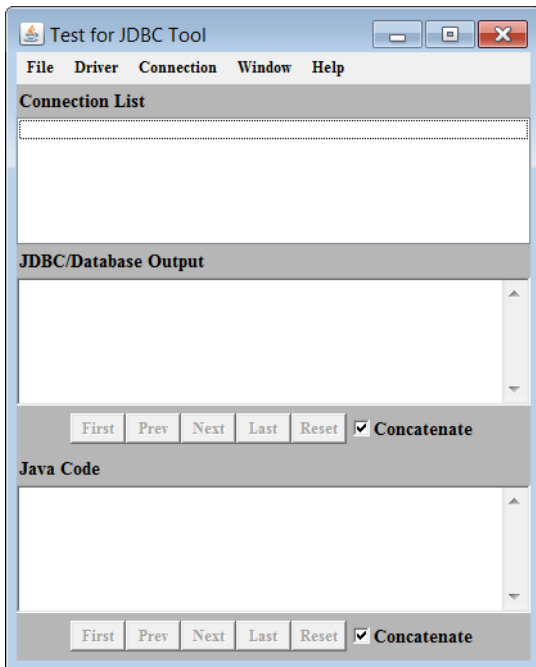 Test for JDBC Tool
File Driver Connection Window Help
Connection List
JDBC/Database Output
First Prev Next Last Reset Concatenate
Java Code
First Prev Next Last Reset Concatenate